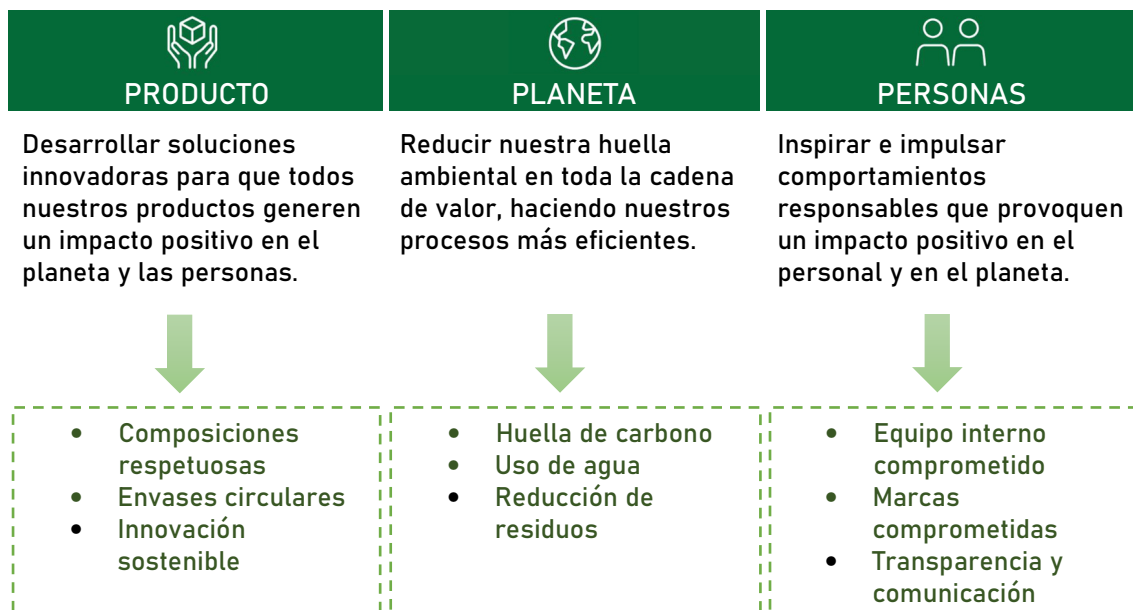 PRODUCTO
Desarrollar soluciones
innovadoras para que todos
nuestros productos generen
un impacto positivo en el
planeta y las personas.
• Composiciones
respetuosas
• Envases circulares
• Innovación
sostenible
PLANETA
Reducir nuestra huella
ambiental en toda la cadena
de valor, haciendo nuestros
procesos más eficientes.
• Huella de carbono
• Uso de agua
• Reducción de
residuos
PERSONAS
Inspirar e impulsar
comportamientos
responsables que provoquen
un impacto positivo en el
personal y en el planeta.
• Equipo interno
comprometido
• Marcas
comprometidas
• Transparencia y
comunicación